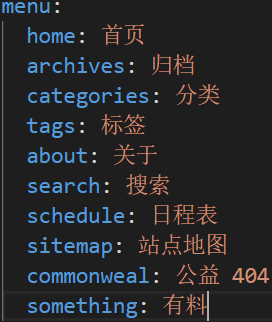 menu:
  home: 首页
  archives: 归档
  categories: 分类
  tags: 标签
  about: 关于
  search: 搜索
  schedule: 日程表
  sitemap: 站点地图
  commonweal: 公益 404
  something: 有料